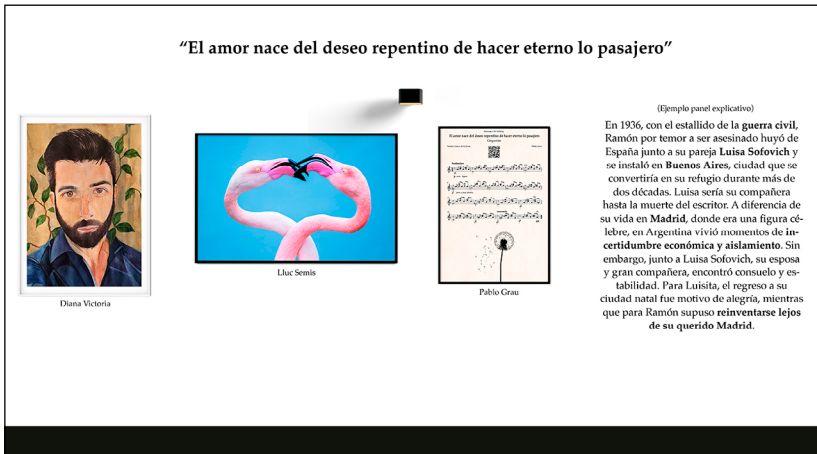 “El amor nace del deseo repentino de hacer eterno lo pasajero”
El amor nace del deseo repentino de hacer eterno lo pasajero
Diana Victoria
Lluc Semis
Pablo Grau
(Ejemplo panel explicativo)
En 1936, con el estallido de la guerra civil,
Ramón por temor a ser asesinado huyó de
España junto a su pareja Luisa Sofovich y
se instaló en Buenos Aires, ciudad que se
convertiría en su refugio durante más de
dos décadas. Luisa sería su compañera
hasta la muerte del escritor. A diferencia de
su vida en Madrid, donde era una figura cé-
lebre, en Argentina vivió momentos de in-
certidumbre económica y aislamiento. Sin
embargo, junto a Luisa Sofovich, su esposa
y gran compañera, encontró consuelo y es-
tabilidad. Para Luisita, el regreso a su
ciudad natal fue motivo de alegría, mientras
que para Ramón supuso reinventarse lejos
de su querido Madrid.